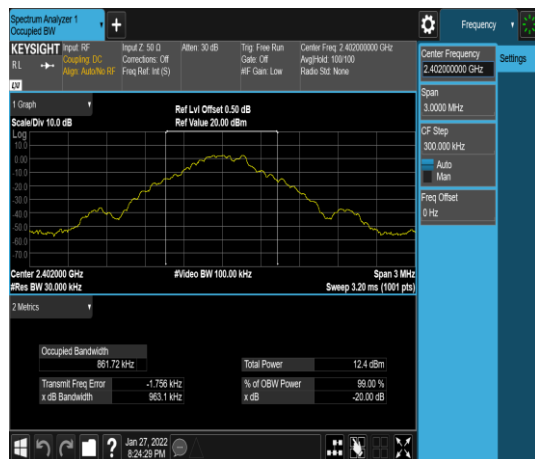 Spectrum Analyzer 1
Occupied BW
Frequency
KEYSIGHT
RL
Input: RF
Coupling: DC
Align: Auto/No RF
Input Z: 50 Ω
Corrections: Off
Freq Ref: Int (S)
Atten: 30 dB
Trig: Free Run
Gate: Off
#IF Gain: Low
Center Freq: 2.402000000 GHz
Avg|Hold: 100/100
Radio Std: None
Center Frequency
2.402000000 GHz
Settings
Span
3.0000 MHz
CF Step
300.000 kHz
Auto
Man
Freq Offset
0 Hz
1 Graph
Scale/Div 10.0 dB
Ref Lvl Offset 0.50 dB
Ref Value 20.00 dBm
Log
10.0
0.00
-10.0
-20.0
-30.0
-40.0
-50.0
-60.0
-70.0
Center 2.402000 GHz
#Video BW 100.00 kHz
Span 3 MHz
#Res BW 30.000 kHz
Sweep 3.20 ms (1001 pts)
2 Metrics
Occupied Bandwidth
861.72 kHz
Total Power 12.4 dBm
Transmit Freq Error -1.756 kHz
% of OBW Power 99.00 %
x dB Bandwidth 963.1 kHz
x dB -20.00 dB
?
Jan 27, 2022
8:24:29 PM